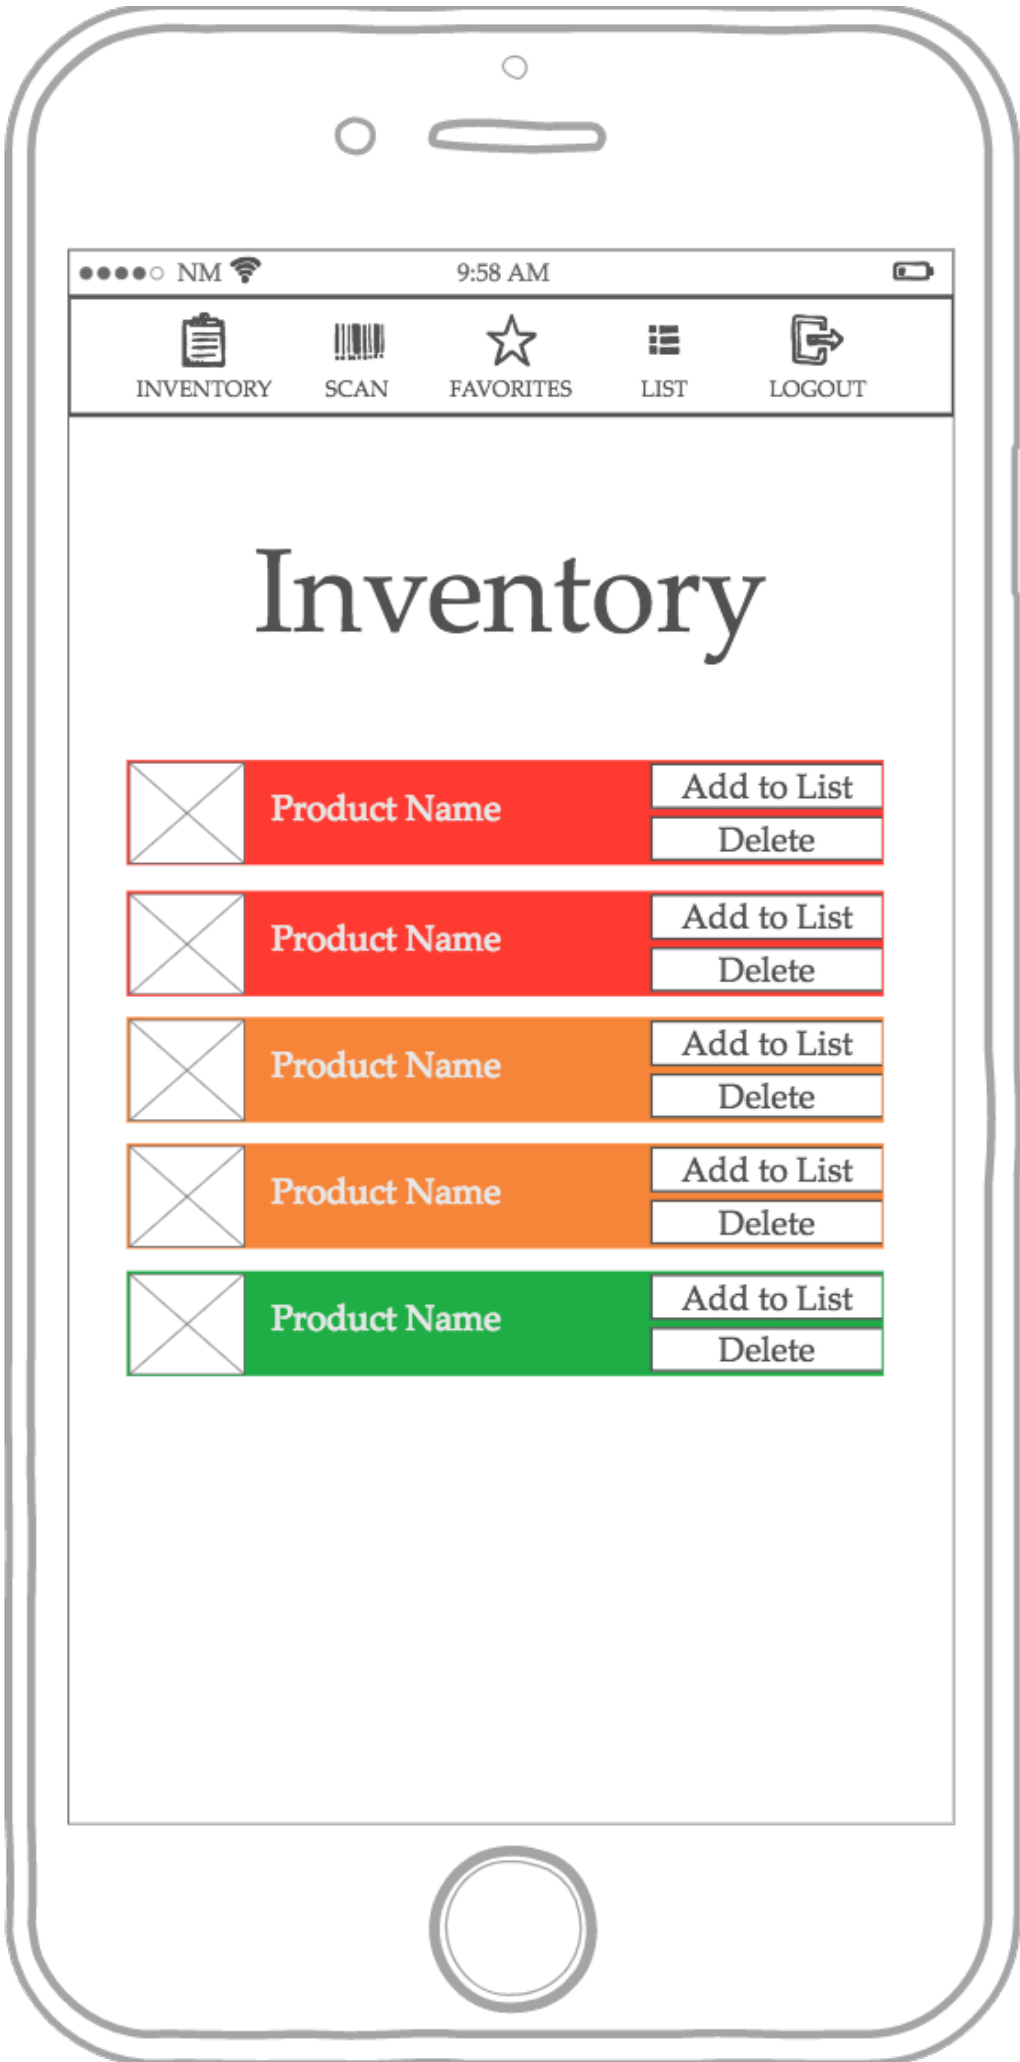 NM 9:58 AM
INVENTORY SCAN FAVORITES LIST LOGOUT
Inventory
Product Name
Add to List
Delete
Product Name
Add to List
Delete
Product Name
Add to List
Delete
Product Name
Add to List
Delete
Product Name
Add to List
Delete